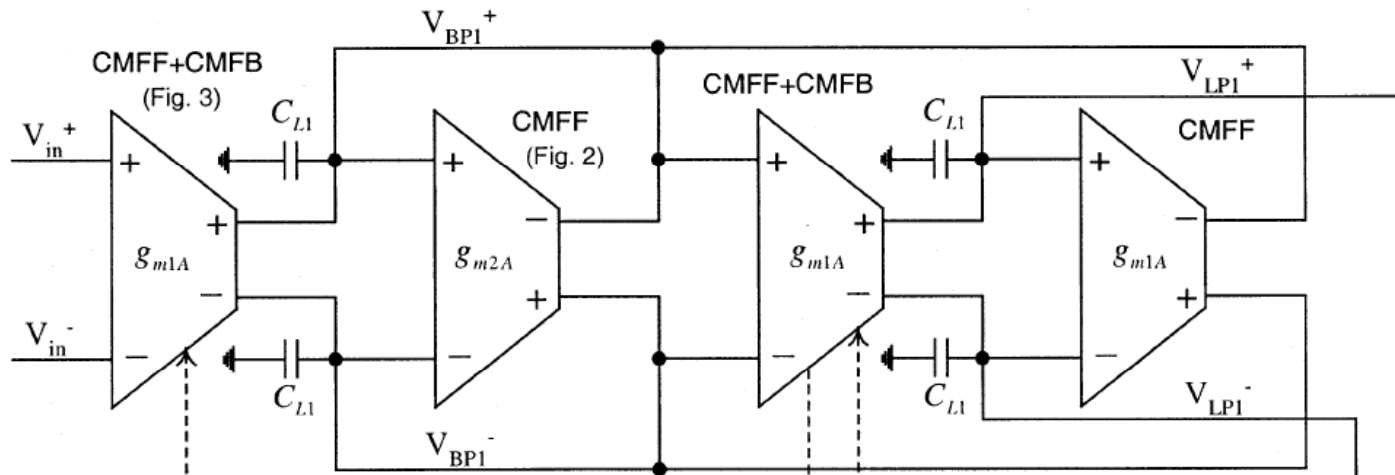 V_BP1^+
CMFF+CMFB
(Fig. 3)
CMFF+CMFB
V_LP1^+
C_L1
CMFF
(Fig. 2)
C_L1
CMFF
V_in^+
+
+
+
+
+
−
+
−
g_m1A
g_m2A
g_m1A
g_m1A
−
+
−
+
V_in^-
−
−
−
−
C_L1
C_L1
V_LP1^-
V_BP1^-